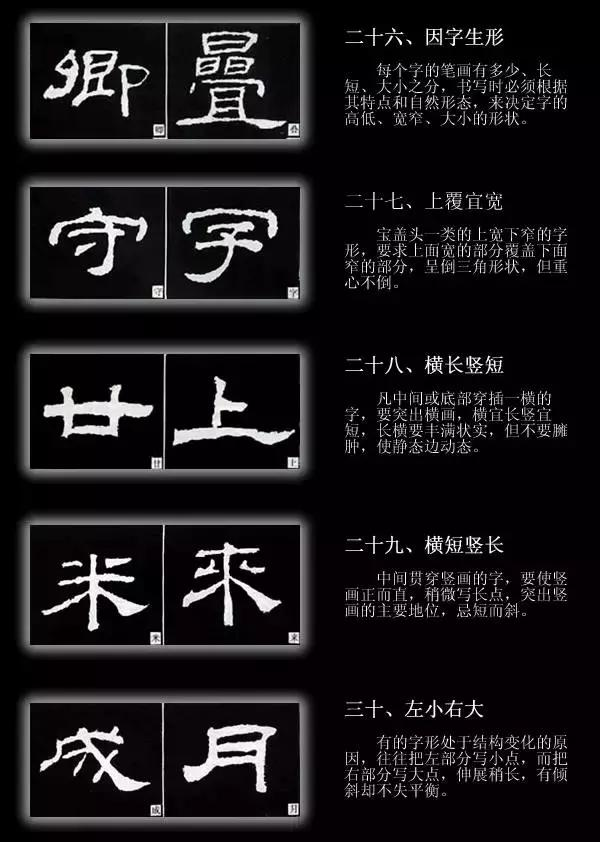 卿 疊
卿 叠
二十六、因字生形
每个字的笔画有多少、长
短、大小之分，书写时必须根据
其特点和自然形态，来决定字的
高低、宽窄、大小的形状。
守 字
守 字
二十七、上覆宜宽
宝盖头一类的上宽下窄的字
形，要求上面宽的部分覆盖下面
窄的部分，呈倒三角形状，但重
心不倒。
廿 上
廿 上
二十八、横长竖短
凡中间或底部穿插一横的
字，要突出横画，横宜长竖宜
短，长横要丰满状实，但不要臃
肿，使静态边动态。
米 來
米 来
二十九、横短竖长
中间贯穿竖画的字，要使竖
画正而直，稍微写长点，突出竖
画的主要地位，忌短而斜。
成 月
成 月
三十、左小右大
有的字形处于结构变化的原
因，往往把左部分写小点，而把
右部分写大点，伸展稍长，有倾
斜却不失平衡。